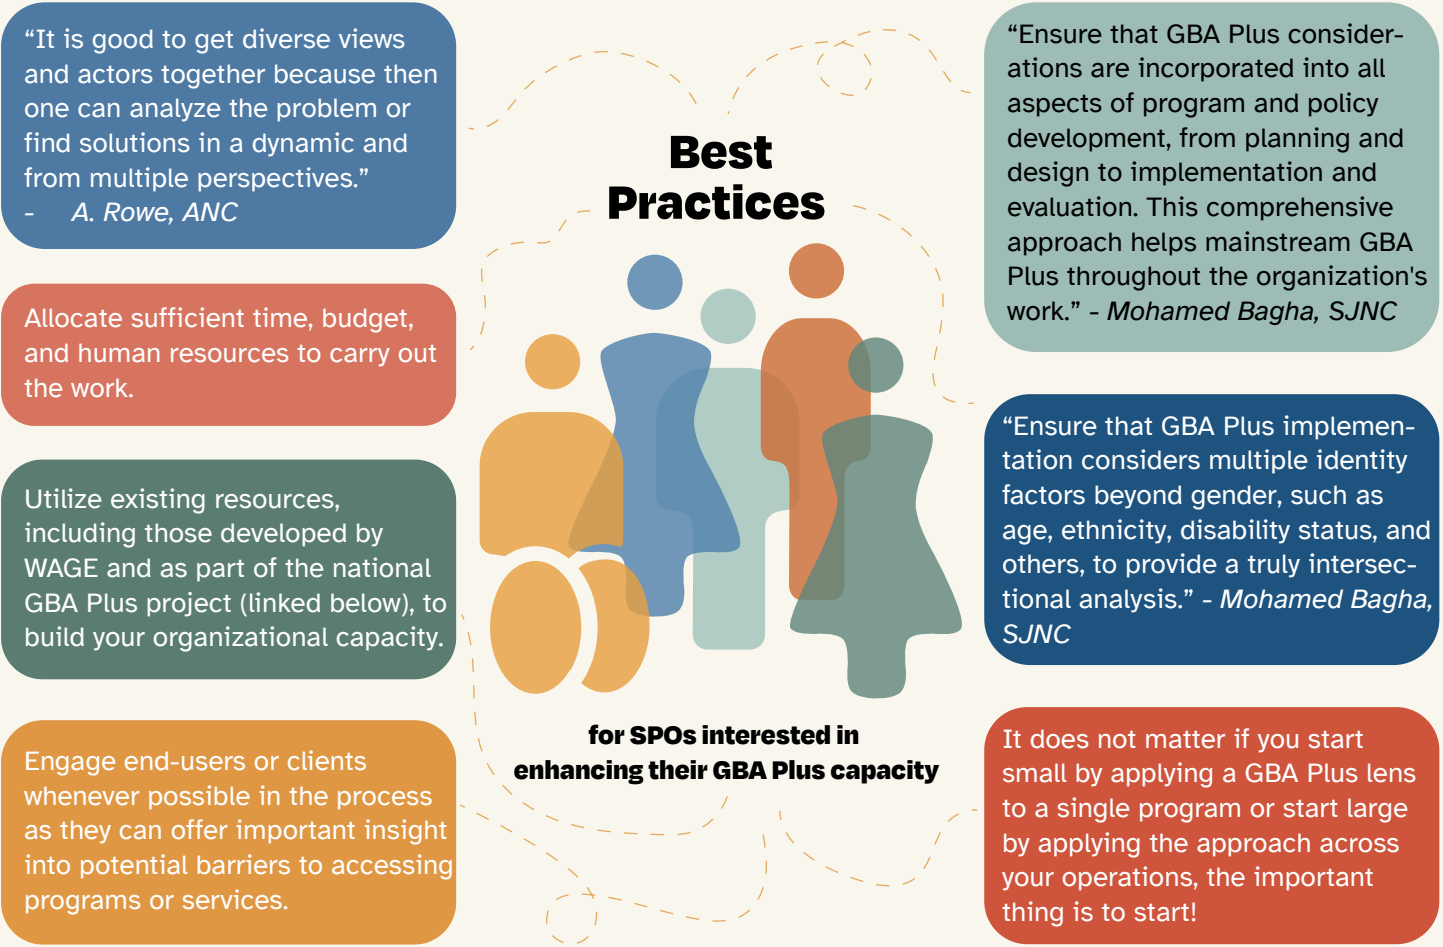 Best
Practices
for SPOs interested in
enhancing their GBA Plus capacity
“It is good to get diverse views
and actors together because then
one can analyze the problem or
find solutions in a dynamic and
from multiple perspectives.”
- A. Rowe, ANC
Allocate sufficient time, budget,
and human resources to carry out
the work.
Utilize existing resources,
including those developed by
WAGE and as part of the national
GBA Plus project (linked below), to
build your organizational capacity.
Engage end-users or clients
whenever possible in the process
as they can offer important insight
into potential barriers to accessing
programs or services.
“Ensure that GBA Plus consider-
ations are incorporated into all
aspects of program and policy
development, from planning and
design to implementation and
evaluation. This comprehensive
approach helps mainstream GBA
Plus throughout the organization's
work.” - Mohamed Bagha, SJNC
“Ensure that GBA Plus implemen-
tation considers multiple identity
factors beyond gender, such as
age, ethnicity, disability status, and
others, to provide a truly intersec-
tional analysis.” - Mohamed Bagha,
SJNC
It does not matter if you start
small by applying a GBA Plus lens
to a single program or start large
by applying the approach across
your operations, the important
thing is to start!